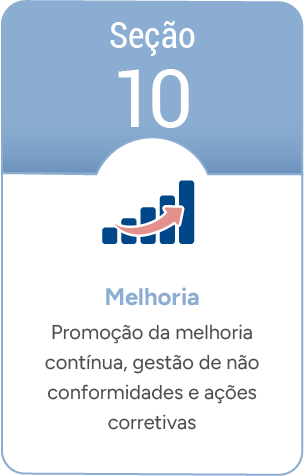 Seção
10
Melhoria
Promoção da melhoria
contínua, gestão de não
conformidades e ações
corretivas